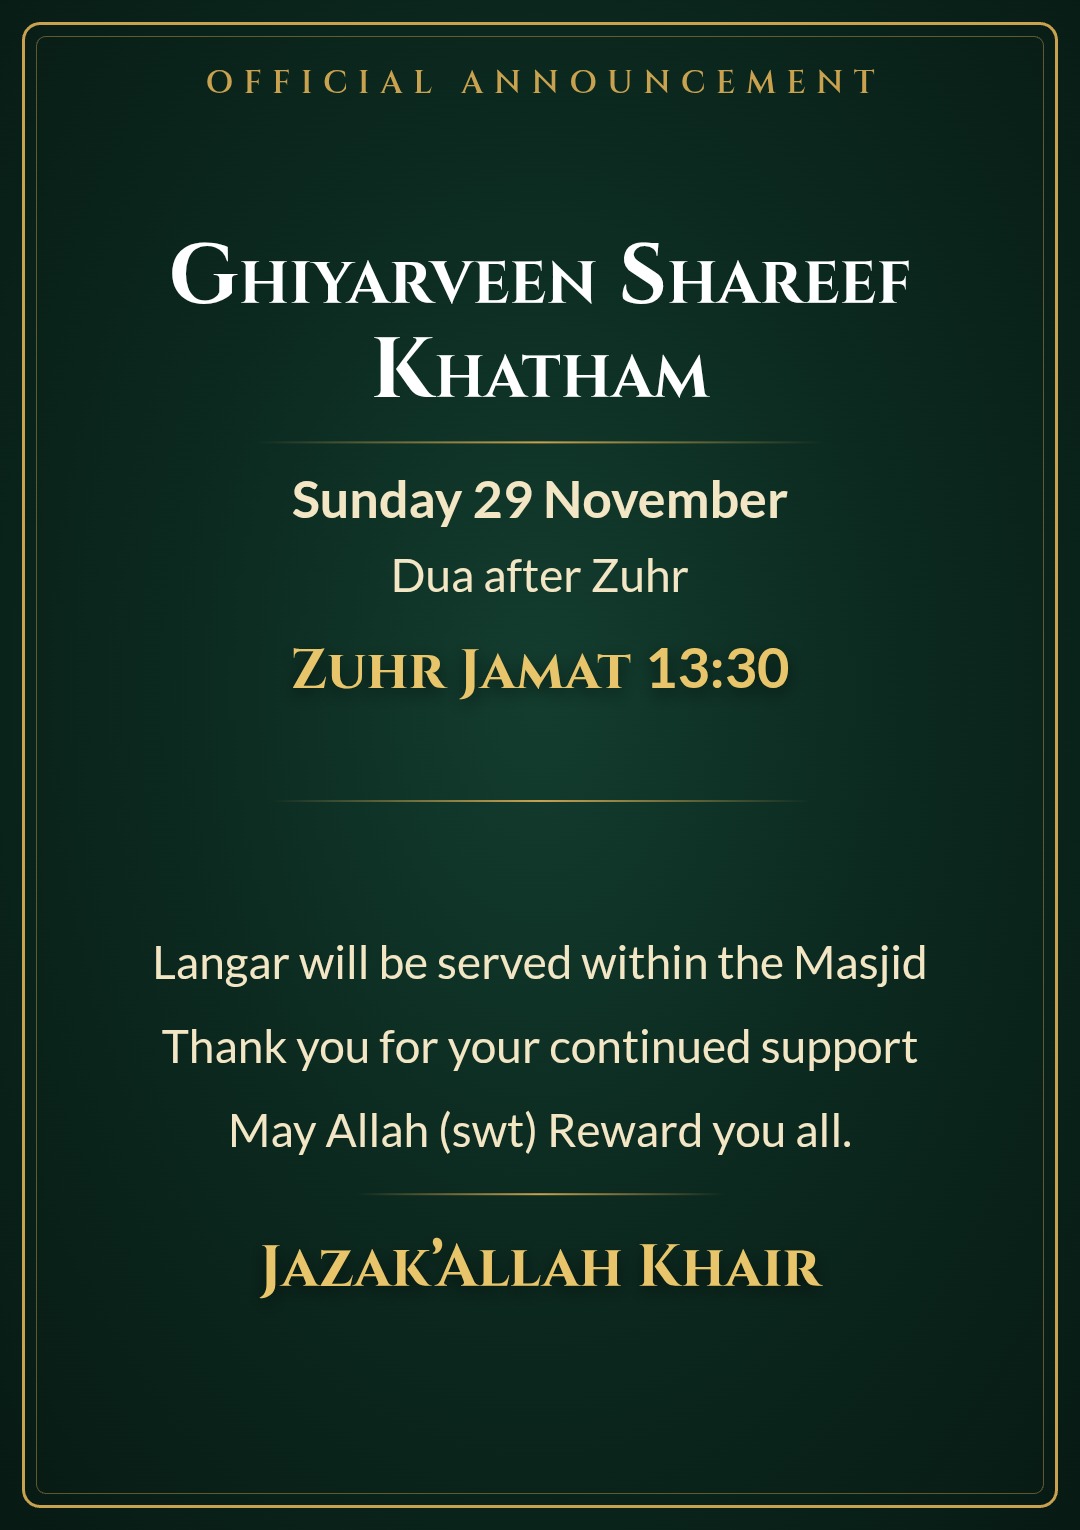 OFFICIAL ANNOUNCEMENT
Ghiyarveen Shareef
Khatham
Sunday 29 November
Dua after Zuhr
Zuhr Jamat 13:30
Langar will be served within the Masjid
Thank you for your continued support
May Allah (swt) Reward you all.
Jazak’Allah Khair